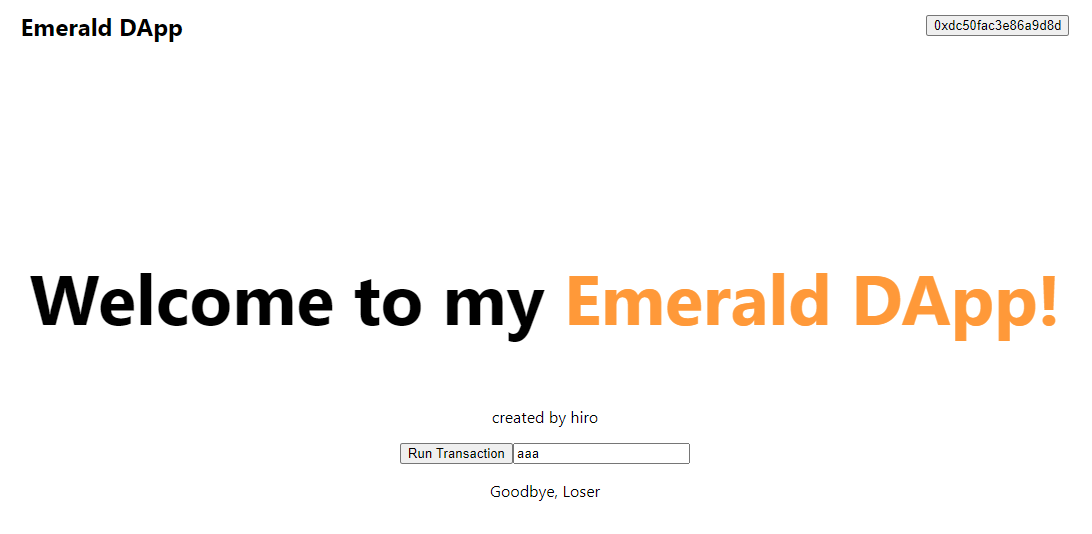 Emerald DApp
0xdc50fac3e86a9d8d
Welcome to my Emerald DApp!
created by hiro
Run Transaction aaa
Goodbye, Loser